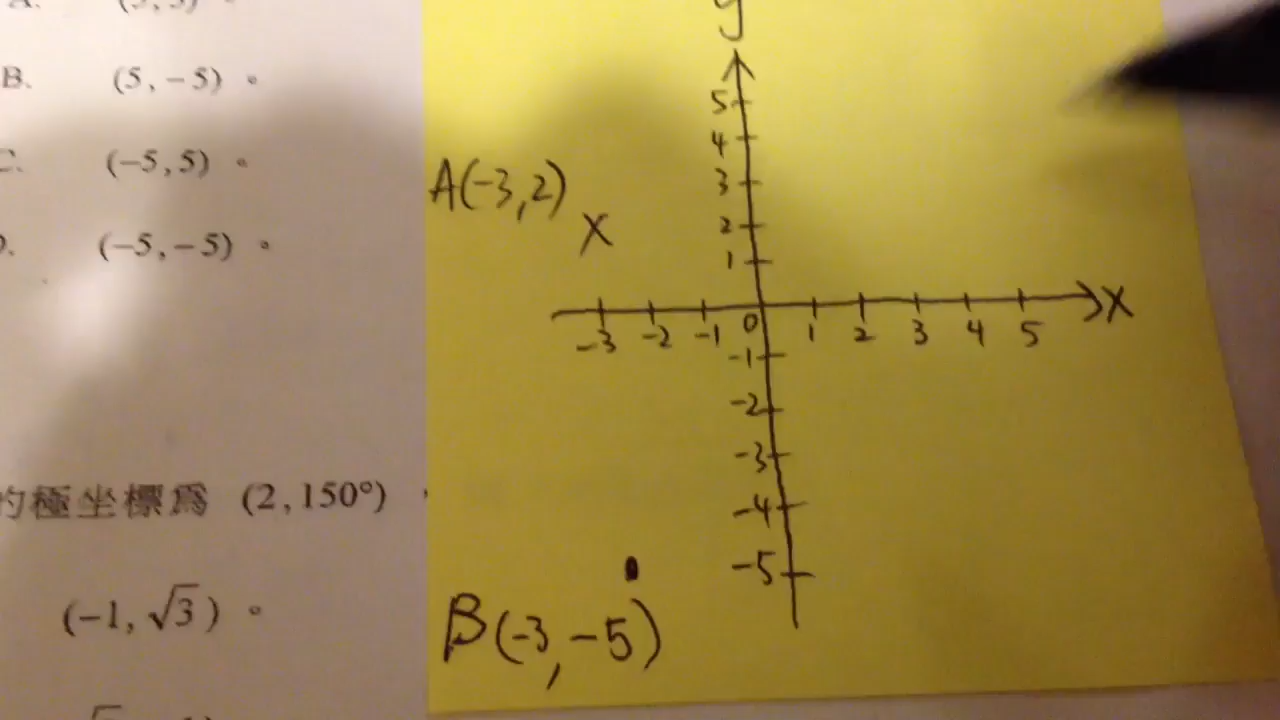 B. (5,-5)。
C. (-5,5)。
D. (-5,-5)。
的極坐標為 (2,150°),
(-1,√3)。
y
5
4
3
2
1
A(-3,2)
X
-3 -2 -1 0 1 2 3 4 5 X
-1
-2
-3
-4
-5
B(-3,-5)